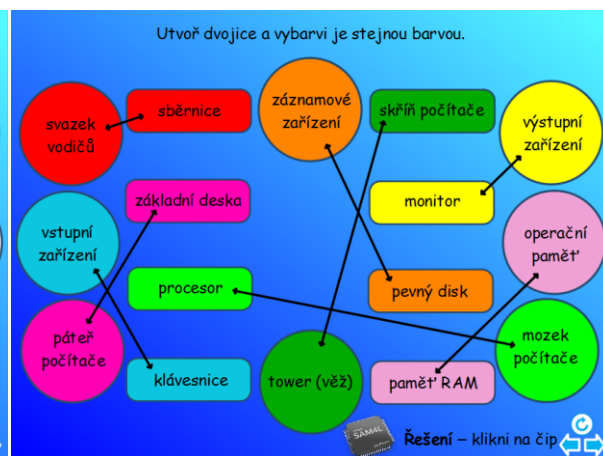 Utvoř dvojice a vybarvi je stejnou barvou.
svazek
vodičů
sběrnice
záznamové
zařízení
skříň počítače
výstupní
zařízení
základní deska
monitor
vstupní
zařízení
operační
paměť
procesor
pevný disk
páteř
počítače
mozek
počítače
klávesnice
tower (věž)
paměť RAM
SAM4L
Řešení – klikni na čip